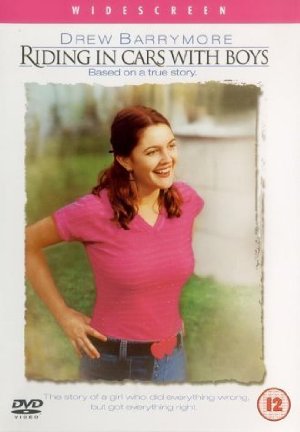 WIDESCREEN
DREW BARRYMORE
RIDING IN CARS WITH BOYS
Based on a true story.
The story of a girl who did everything wrong,
but got everything right.
DVD
VIDEO
12